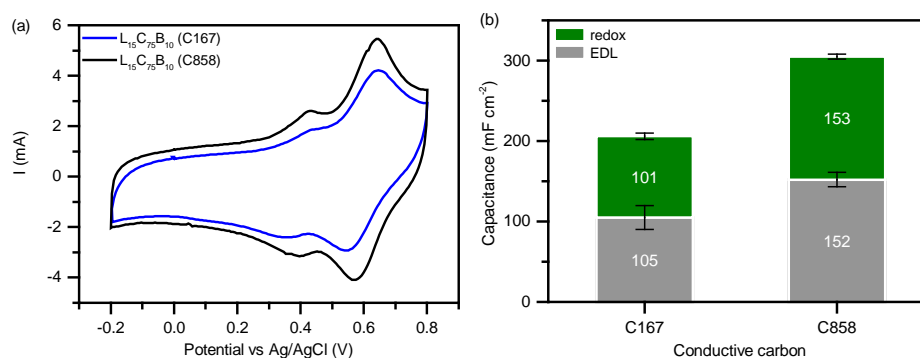 (a)
L₁₅C₇₅B₁₀ (C167)
L₁₅C₇₅B₁₀ (C858)
6
4
2
0
-2
-4
I (mA)
-0.2 0.0 0.2 0.4 0.6 0.8
Potential vs Ag/AgCl (V)
(b)
redox
EDL
300
200
100
0
Capacitance (mF cm⁻²)
101
105
153
152
C167 C858
Conductive carbon